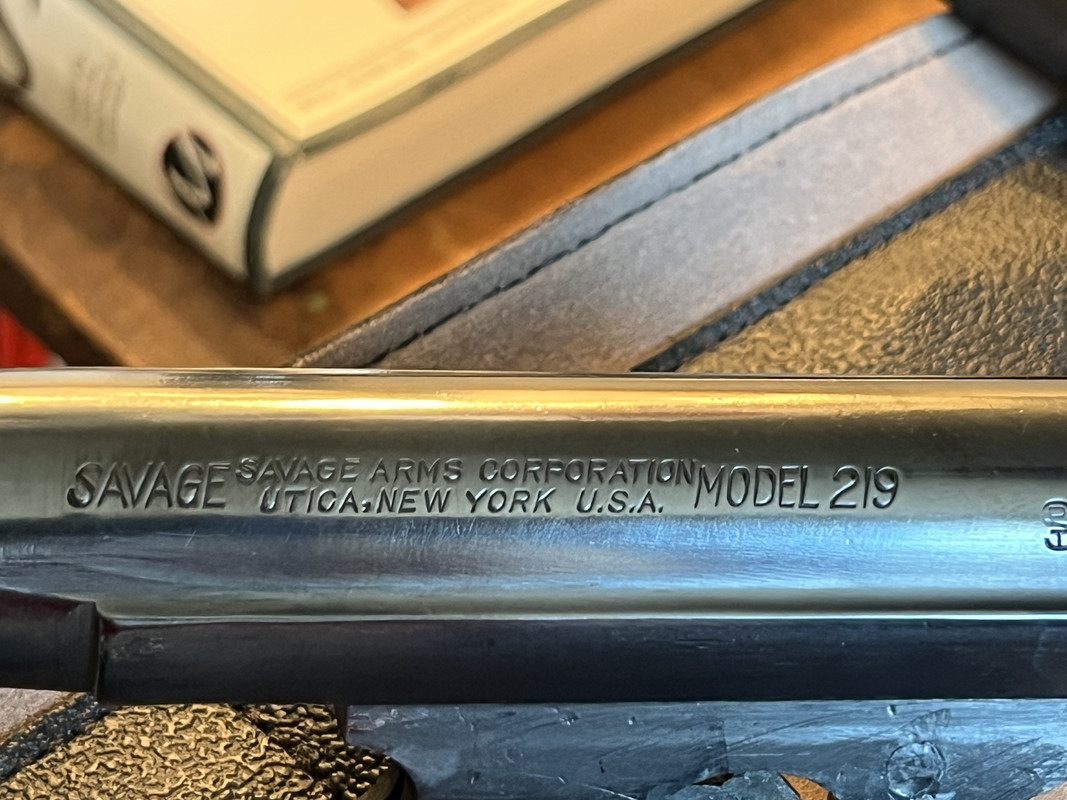 SAVAGE
SAVAGE ARMS CORPORATION
UTICA, NEW YORK U.S.A.
MODEL 219